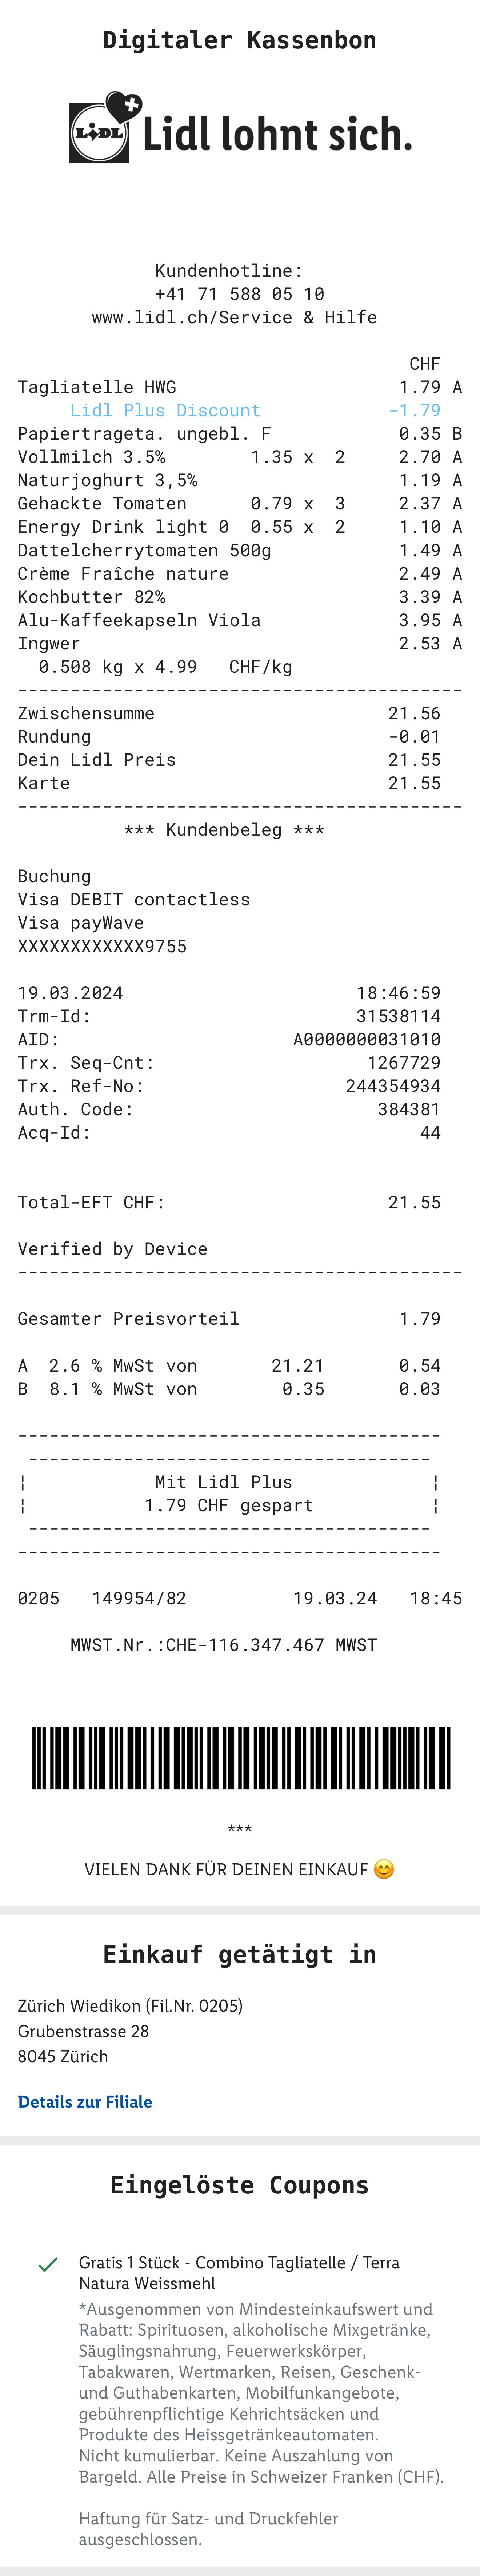 Digitaler Kassenbon
LIDL
Lidl lohnt sich.
Kundenhotline:
+41 71 588 05 10
www.lidl.ch/Service & Hilfe
CHF
Tagliatelle HWG 1.79 A
Lidl Plus Discount -1.79
Papiertrageta. ungebl. F 0.35 B
Vollmilch 3.5% 1.35 x 2 2.70 A
Naturjoghurt 3,5% 1.19 A
Gehackte Tomaten 0.79 x 3 2.37 A
Energy Drink light 0 0.55 x 2 1.10 A
Dattelcherrytomaten 500g 1.49 A
Crème Fraîche nature 2.49 A
Kochbutter 82% 3.39 A
Alu-Kaffeekapseln Viola 3.95 A
Ingwer 2.53 A
0.508 kg x 4.99 CHF/kg
------------------------------------------
Zwischensumme 21.56
Rundung -0.01
Dein Lidl Preis 21.55
Karte 21.55
------------------------------------------
*** Kundenbeleg ***
Buchung
Visa DEBIT contactless
Visa payWave
XXXXXXXXXXXX9755
19.03.2024 18:46:59
Trm-Id: 31538114
AID: A0000000031010
Trx. Seq-Cnt: 1267729
Trx. Ref-No: 244354934
Auth. Code: 384381
Acq-Id: 44
Total-EFT CHF: 21.55
Verified by Device
------------------------------------------
Gesamter Preisvorteil 1.79
A 2.6 % MwSt von 21.21 0.54
B 8.1 % MwSt von 0.35 0.03
----------------------------------------
--------------------------------------
¦ Mit Lidl Plus ¦
¦ 1.79 CHF gespart ¦
--------------------------------------
----------------------------------------
0205 149954/82 19.03.24 18:45
MWST.Nr.:CHE-116.347.467 MWST
***
VIELEN DANK FÜR DEINEN EINKAUF 😊
Einkauf getätigt in
Zürich Wiedikon (Fil.Nr. 0205)
Grubenstrasse 28
8045 Zürich
Details zur Filiale
Eingelöste Coupons
Gratis 1 Stück - Combino Tagliatelle / Terra
Natura Weissmehl
*Ausgenommen von Mindesteinkaufswert und
Rabatt: Spirituosen, alkoholische Mixgetränke,
Säuglingsnahrung, Feuerwerkskörper,
Tabakwaren, Wertmarken, Reisen, Geschenk-
und Guthabenkarten, Mobilfunkangebote,
gebührenpflichtige Kehrichtsäcken und
Produkte des Heissgetränkeautomaten.
Nicht kumulierbar. Keine Auszahlung von
Bargeld. Alle Preise in Schweizer Franken (CHF).
Haftung für Satz- und Druckfehler
ausgeschlossen.